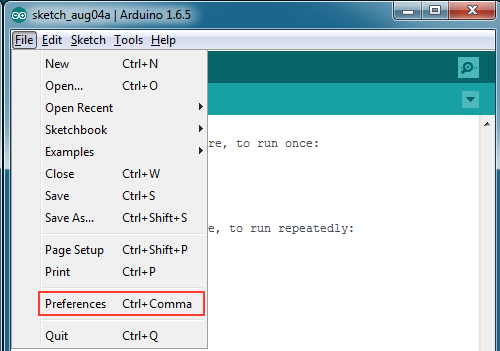 sketch_aug04a | Arduino 1.6.5
File Edit Sketch Tools Help
New Ctrl+N
Open... Ctrl+O
Open Recent
Sketchbook
Examples
Close Ctrl+W
Save Ctrl+S
Save As... Ctrl+Shift+S
Page Setup Ctrl+Shift+P
Print Ctrl+P
Preferences Ctrl+Comma
Quit Ctrl+Q
re, to run once:
e, to run repeatedly: